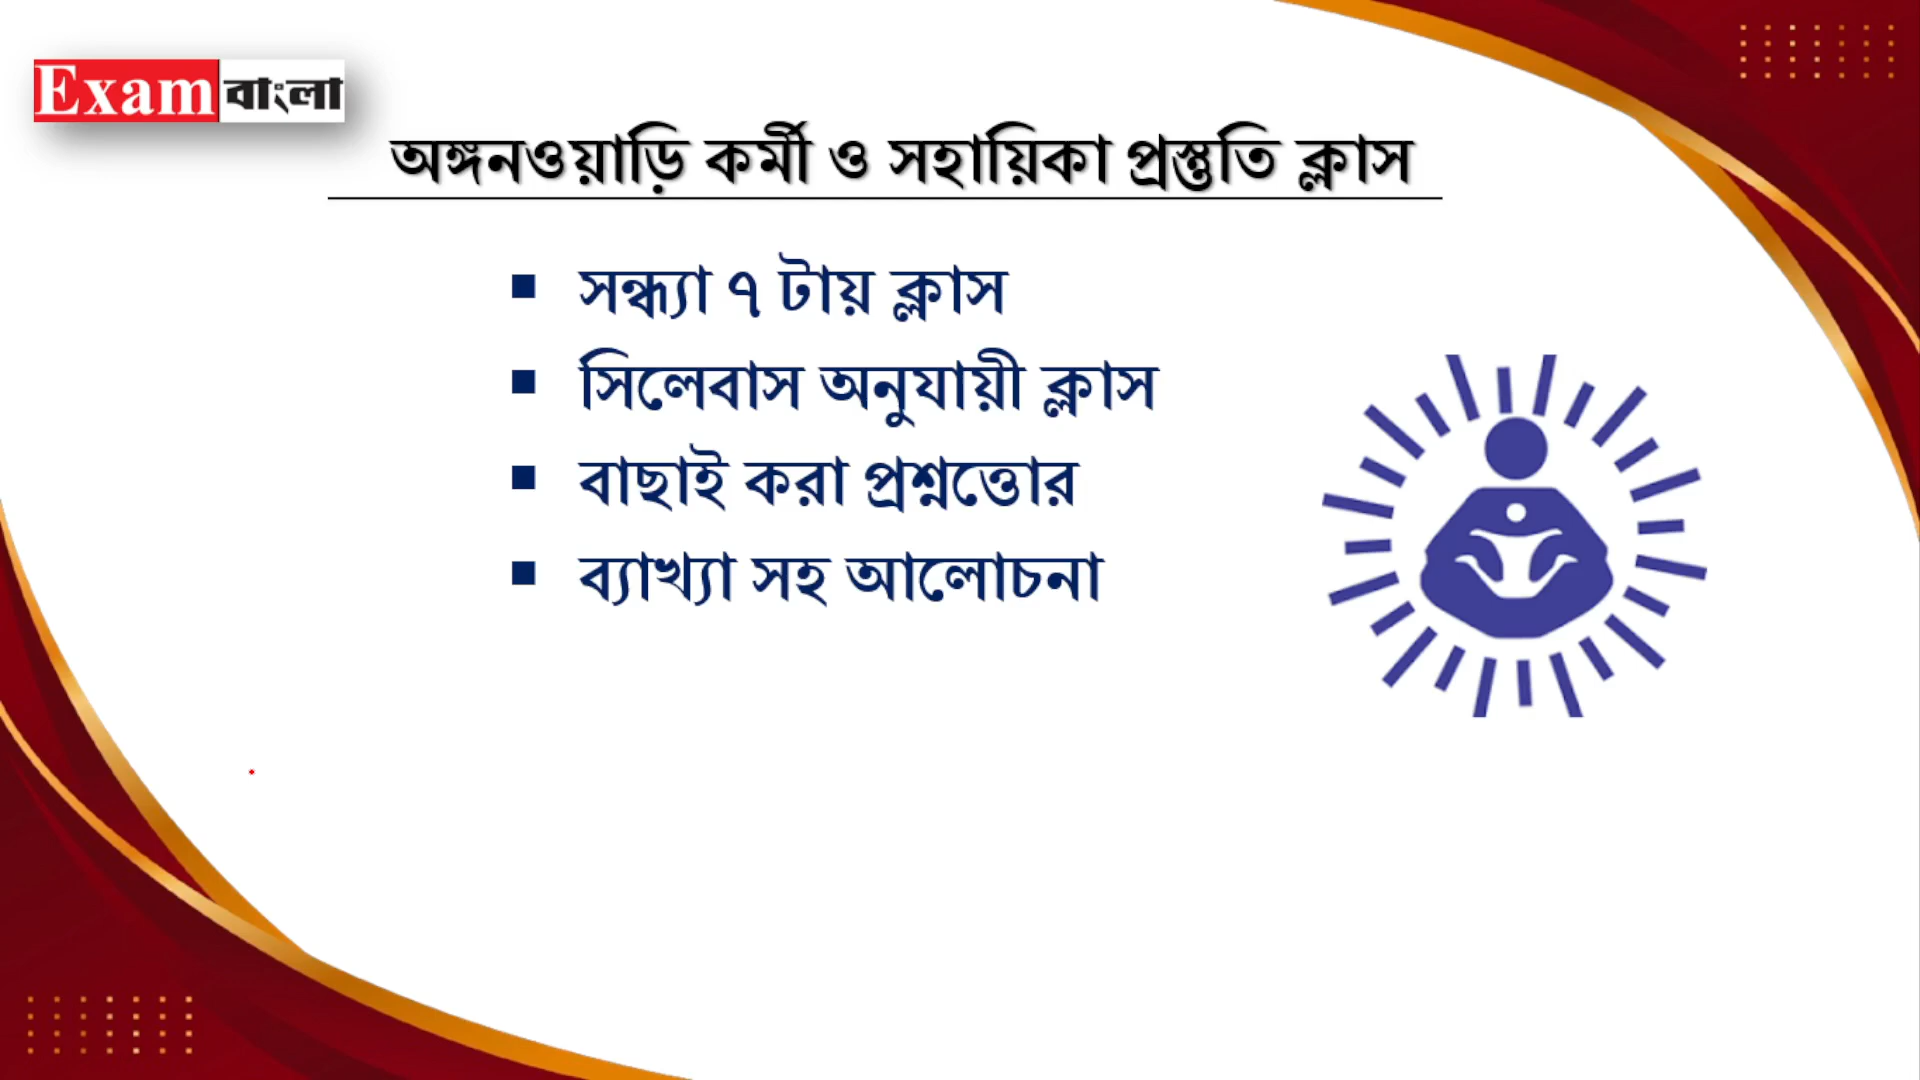 Examবাংলা
অঙ্গনওয়াড়ি কর্মী ও সহায়িকা প্রস্তুতি ক্লাস
▪ সন্ধ্যা ৭ টায় ক্লাস
▪ সিলেবাস অনুযায়ী ক্লাস
▪ বাছাই করা প্রশ্নত্তোর
▪ ব্যাখ্যা সহ আলোচনা